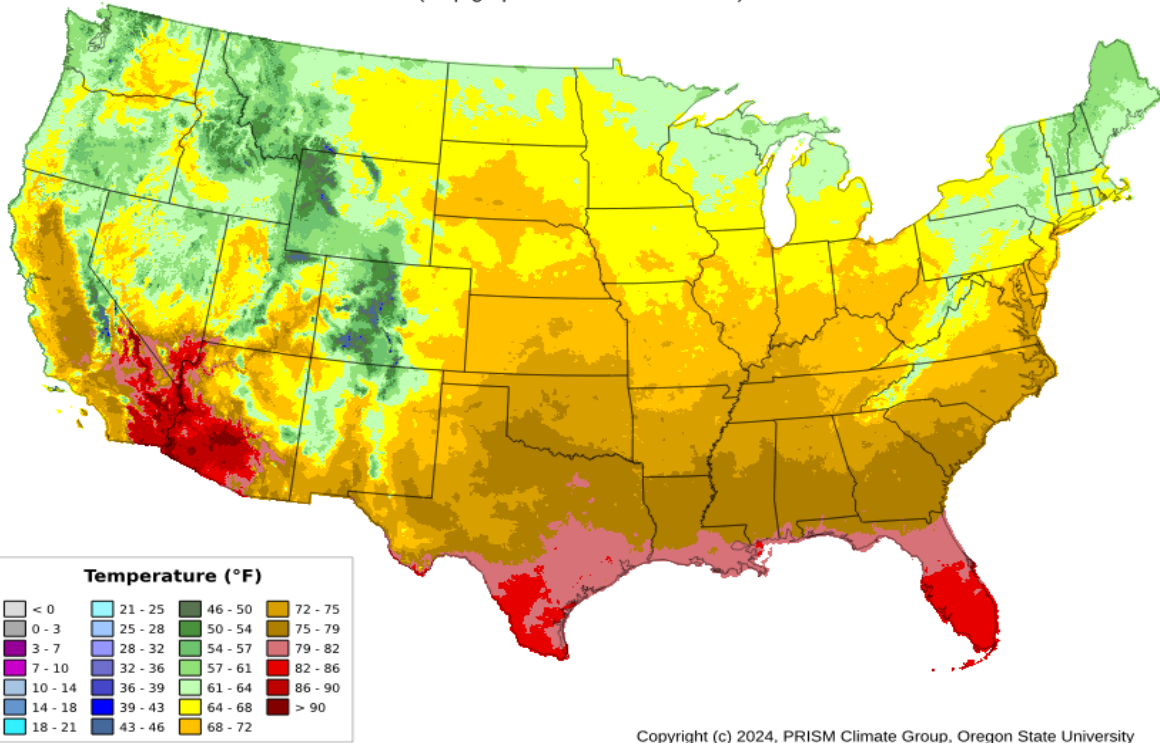 Temperature (°F)
< 0 21 - 25 46 - 50 72 - 75
0 - 3 25 - 28 50 - 54 75 - 79
3 - 7 28 - 32 54 - 57 79 - 82
7 - 10 32 - 36 57 - 61 82 - 86
10 - 14 36 - 39 61 - 64 86 - 90
14 - 18 39 - 43 64 - 68 > 90
18 - 21 43 - 46 68 - 72
Copyright (c) 2024, PRISM Climate Group, Oregon State University